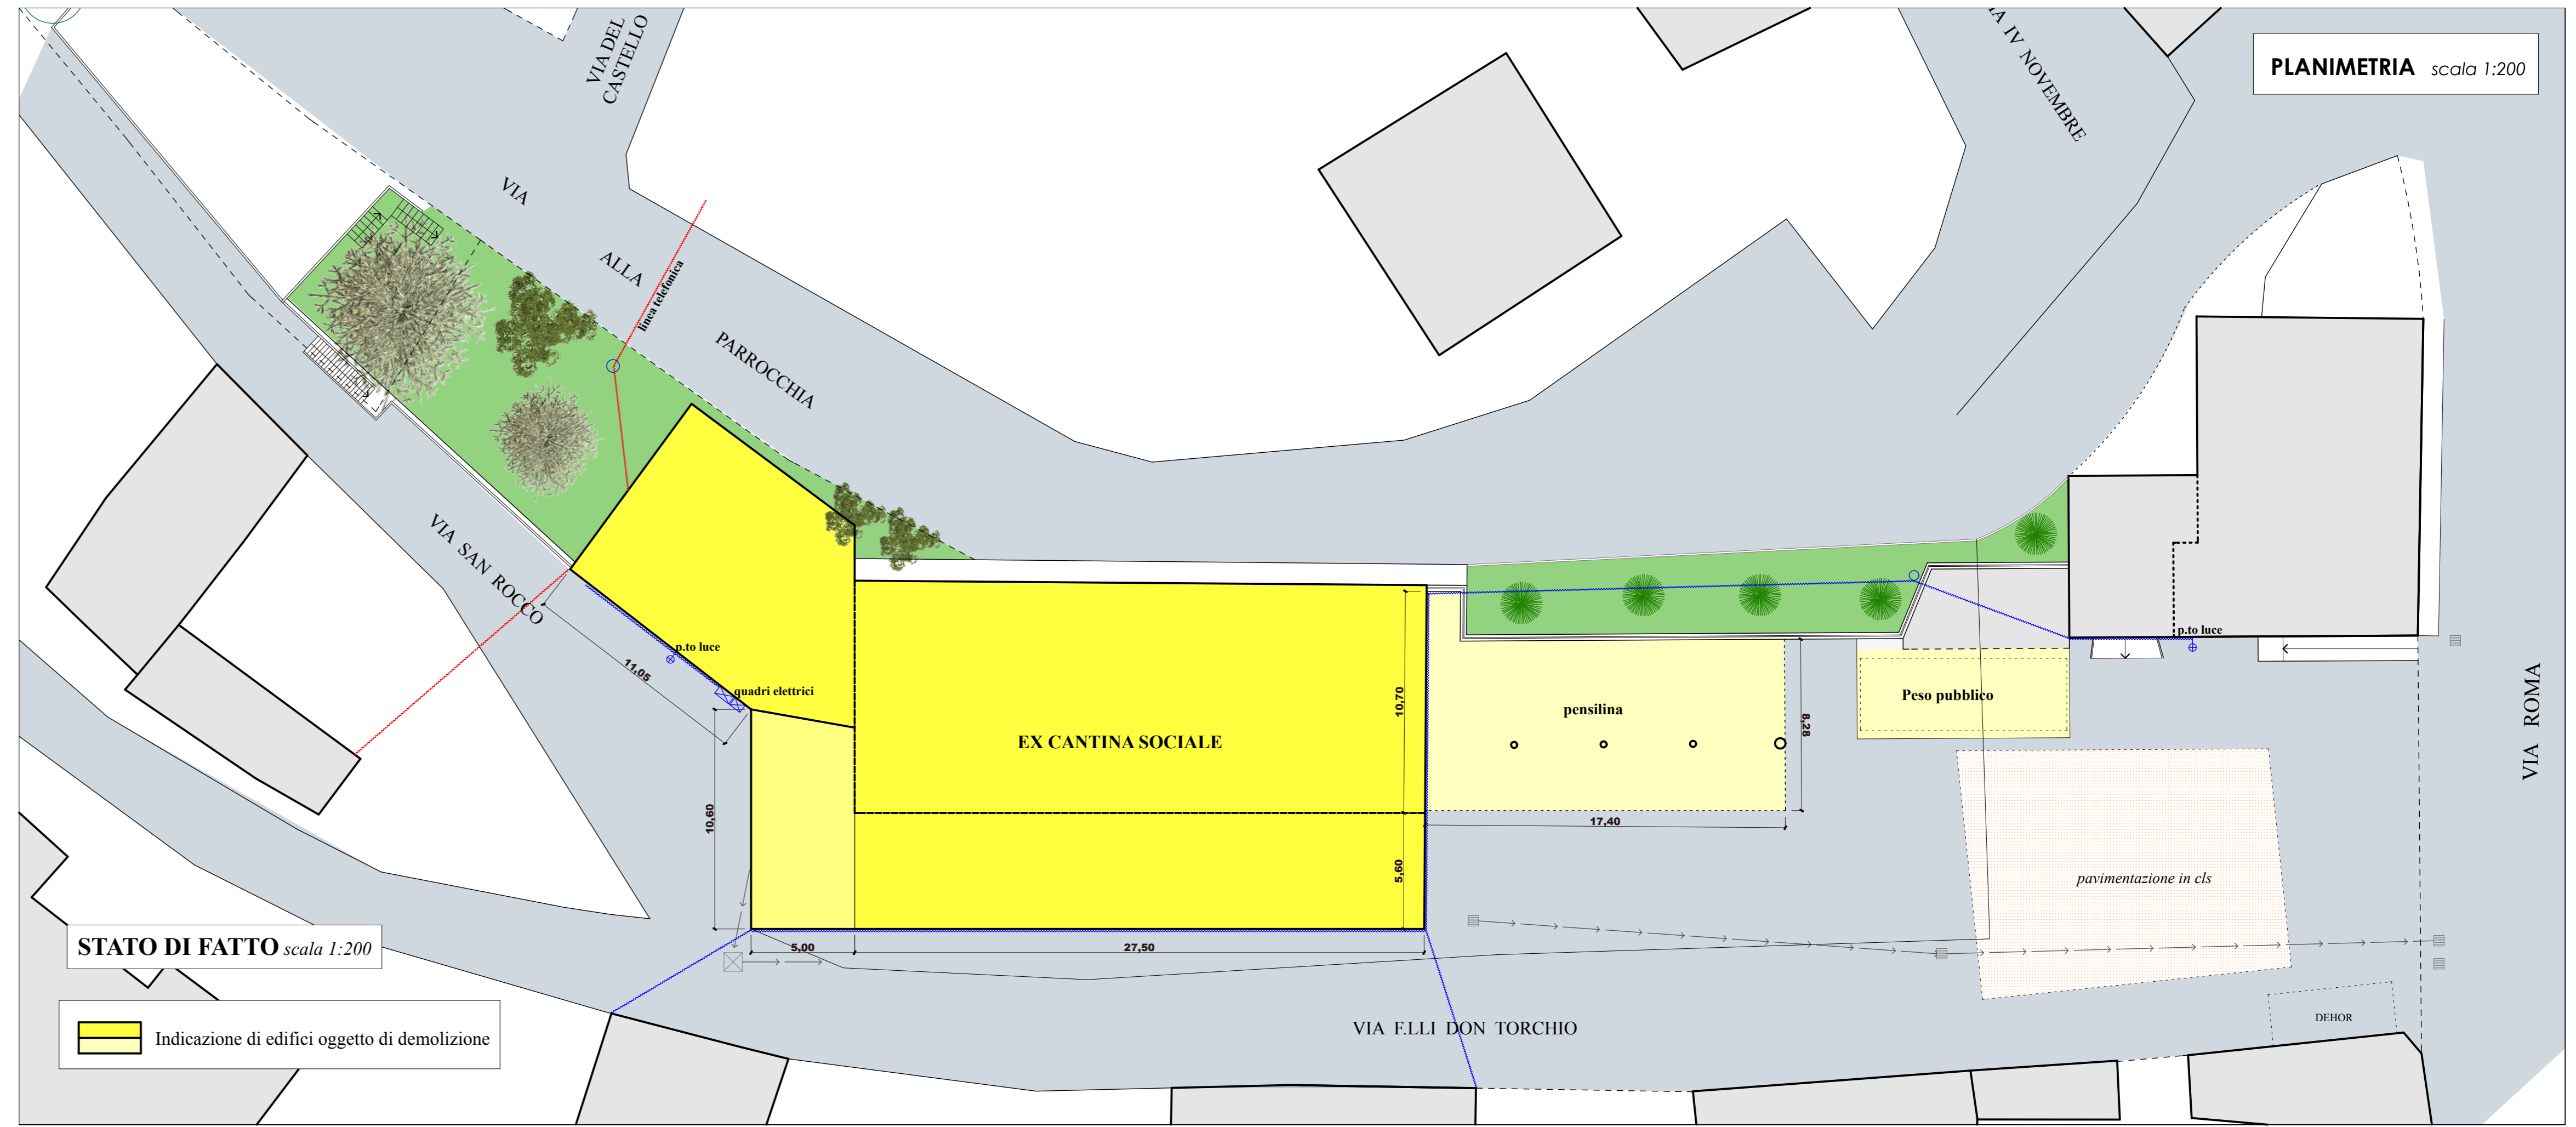 VIA DEL
CASTELLO
VIA IV NOVEMBRE
PLANIMETRIA scala 1:200
VIA
ALLA
PARROCCHIA
linea telefonica
VIA SAN ROCCO
p.to luce
quadri elettrici
11,05
10,60
EX CANTINA SOCIALE
10,70
5,60
5,00
27,50
pensilina
8,28
17,40
Peso pubblico
p.to luce
VIA ROMA
pavimentazione in cls
STATO DI FATTO scala 1:200
Indicazione di edifici oggetto di demolizione
VIA F.LLI DON TORCHIO
DEHOR